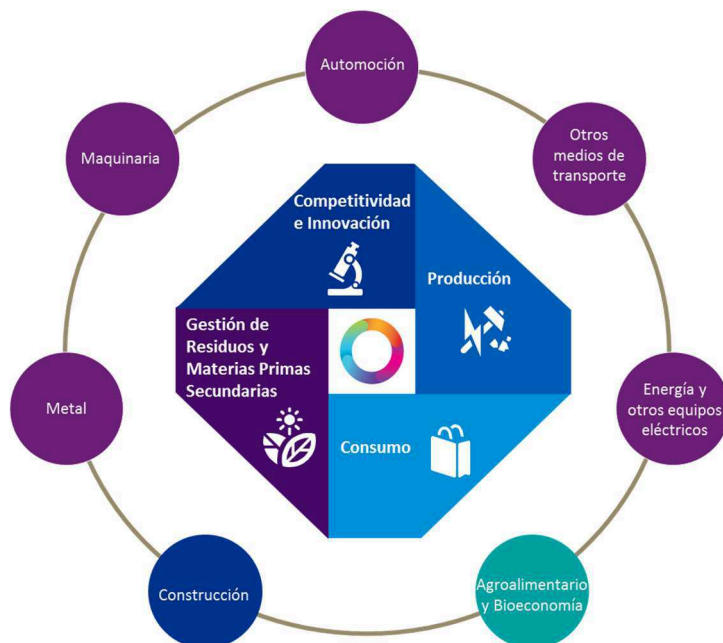 Automoción
Otros
medios de
transporte
Maquinaria
Competitividad
e Innovación
Producción
Gestión de
Residuos y
Materias Primas
Secundarias
Metal
Energía y
otros equipos
eléctricos
Consumo
Construcción
Agroalimentario
y Bioeconomía